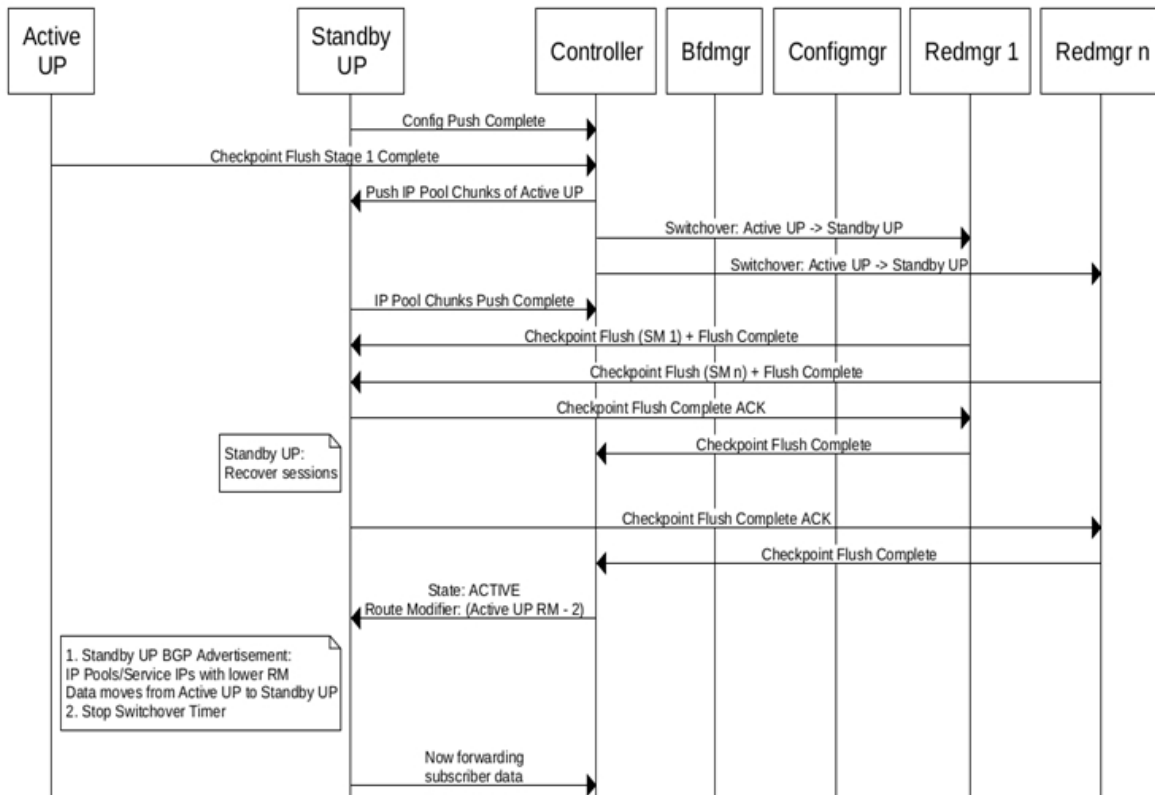 Active
UP
Standby
UP
Controller
Bfdmgr
Configmgr
Redmgr 1
Redmgr n
Config Push Complete
Checkpoint Flush Stage 1 Complete
Push IP Pool Chunks of Active UP
Switchover: Active UP -> Standby UP
Switchover: Active UP -> Standby UP
IP Pool Chunks Push Complete
Checkpoint Flush (SM 1) + Flush Complete
Checkpoint Flush (SM n) + Flush Complete
Checkpoint Flush Complete ACK
Standby UP:
Recover sessions
Checkpoint Flush Complete
Checkpoint Flush Complete ACK
Checkpoint Flush Complete
State: ACTIVE
Route Modifier: (Active UP RM - 2)
1. Standby UP BGP Advertisement:
IP Pools/Service IPs with lower RM
Data moves from Active UP to Standby UP
2. Stop Switchover Timer
Now forwarding
subscriber data